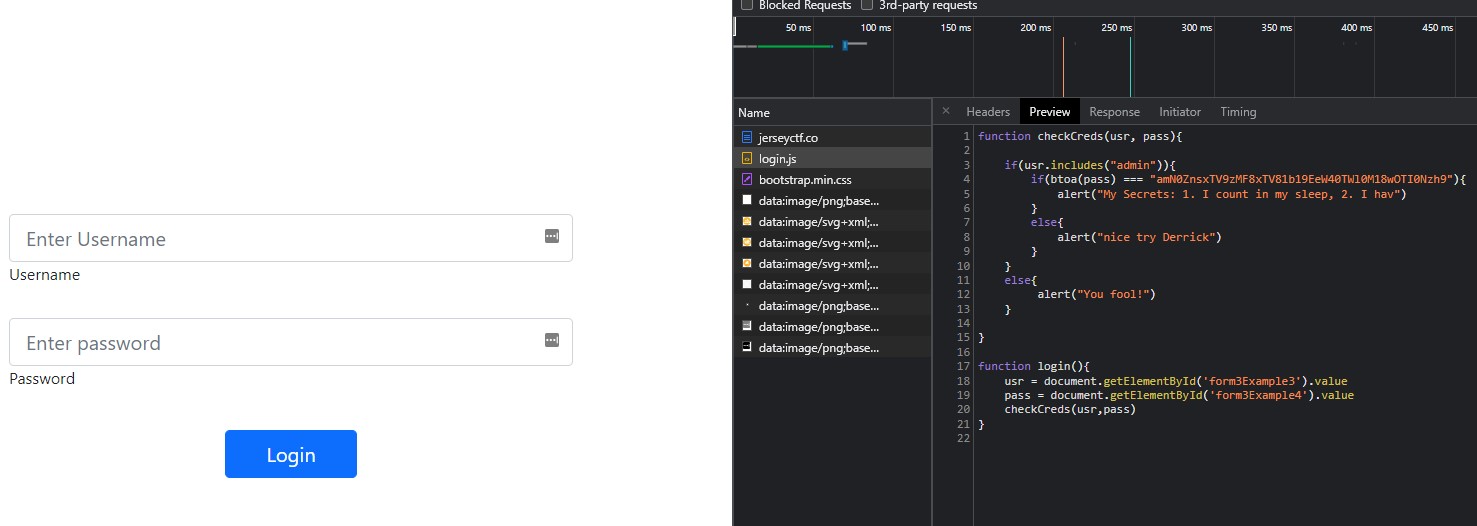 Enter Username
Username
Enter password
Password
Login
Blocked Requests 3rd-party requests
50 ms 100 ms 150 ms 200 ms 250 ms 300 ms 350 ms 400 ms 450 ms
Name
jerseyctf.co
login.js
bootstrap.min.css
data:image/png;base...
data:image/svg+xml;...
data:image/svg+xml;...
data:image/svg+xml;...
data:image/svg+xml;...
data:image/png;base...
data:image/png;base...
data:image/png;base...
× Headers Preview Response Initiator Timing
1 function checkCreds(usr, pass){
2
3 if(usr.includes("admin")){
4 if(btoa(pass) === "amN0ZnsxTV9zMF8xTV81b19EeW40TWl0M18wOTI0Nzh9"){
5 alert("My Secrets: 1. I count in my sleep, 2. I hav")
6 }
7 else{
8 alert("nice try Derrick")
9 }
10 }
11 else{
12 alert("You fool!")
13 }
14
15 }
16
17 function login(){
18 usr = document.getElementById('form3Example3').value
19 pass = document.getElementById('form3Example4').value
20 checkCreds(usr,pass)
21 }
22